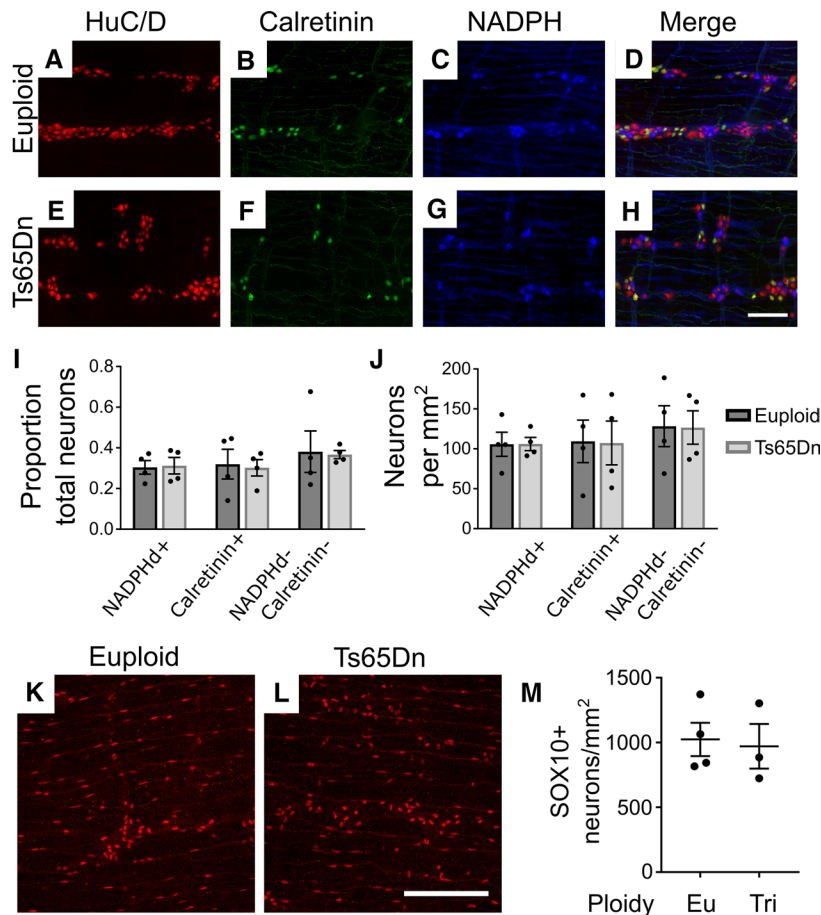 HuC/D Calretinin NADPH Merge
Euploid
A B C D
Ts65Dn
E F G H
I
Proportion
total neurons
0.8
0.6
0.4
0.2
0.0
NADPHd+
Calretinin+
NADPHd-
Calretinin-
J
Neurons
per mm2
200
150
100
50
0
NADPHd+
Calretinin+
NADPHd-
Calretinin-
Euploid
Ts65Dn
Euploid Ts65Dn
K L
M
SOX10+
neurons/mm2
1500
1000
500
0
Ploidy Eu Tri